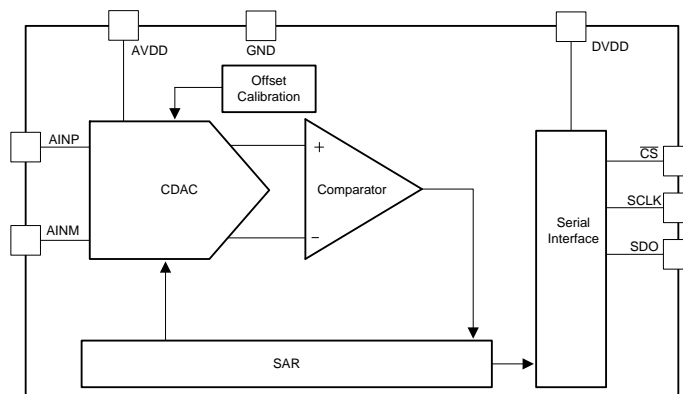 AVDD
GND
DVDD
Offset
Calibration
AINP
+
CDAC
Comparator
CS
SCLK
AINM
−
Serial
Interface
SDO
SAR